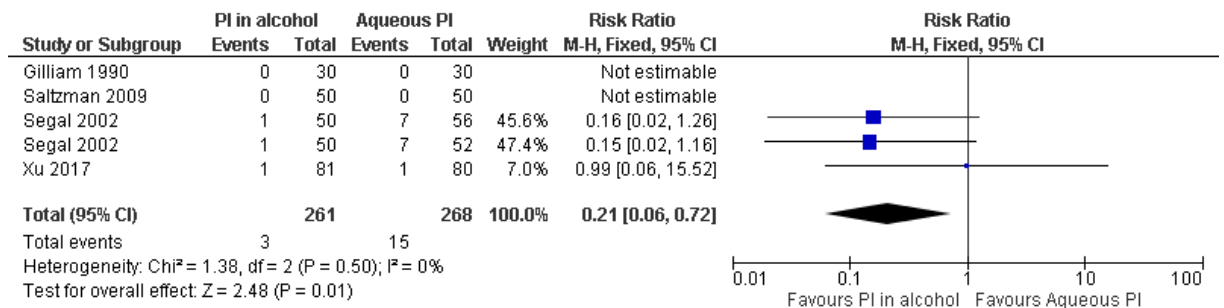 PI in alcohol Aqueous PI Risk Ratio Risk Ratio
Study or Subgroup Events Total Events Total Weight M-H, Fixed, 95% CI M-H, Fixed, 95% CI
Gilliam 1990 0 30 0 30 Not estimable
Saltzman 2009 0 50 0 50 Not estimable
Segal 2002 1 50 7 56 45.6% 0.16 [0.02, 1.26]
Segal 2002 1 50 7 52 47.4% 0.15 [0.02, 1.16]
Xu 2017 1 81 1 80 7.0% 0.99 [0.06, 15.52]
Total (95% CI) 261 268 100.0% 0.21 [0.06, 0.72]
Total events 3 15
Heterogeneity: Chi² = 1.38, df = 2 (P = 0.50); I² = 0%
Test for overall effect: Z = 2.48 (P = 0.01)
0.01 0.1 1 10 100
Favours PI in alcohol Favours Aqueous PI